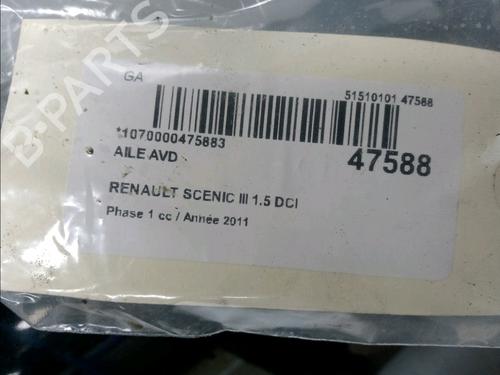 B-PARTS
GA
51510101 47588
*1070000475883
47588
AILE AVD
RENAULT SCENIC III 1.5 DCI
Phase 1 cc / Année 2011